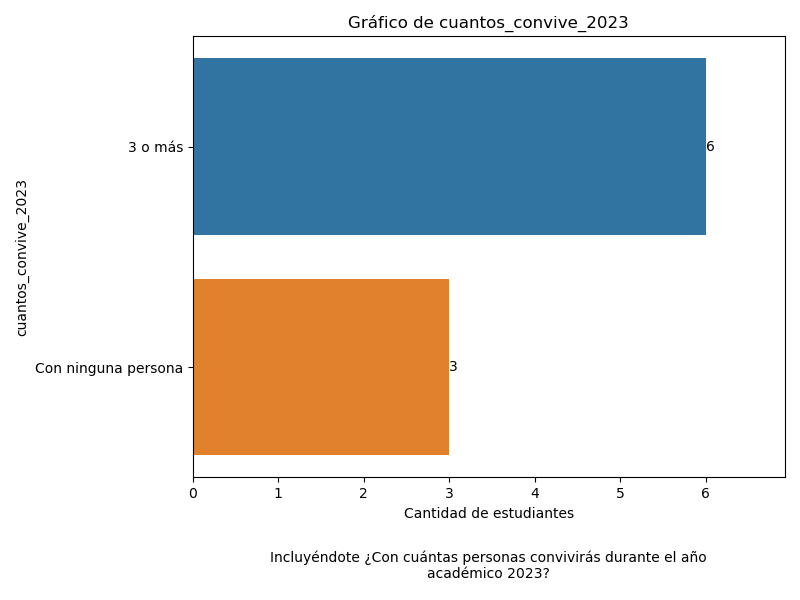 Gráfico de cuantos_convive_2023
cuantos_convive_2023
3 o más
6
Con ninguna persona
3
0 1 2 3 4 5 6
Cantidad de estudiantes
Incluyéndote ¿Con cuántas personas convivirás durante el año
académico 2023?